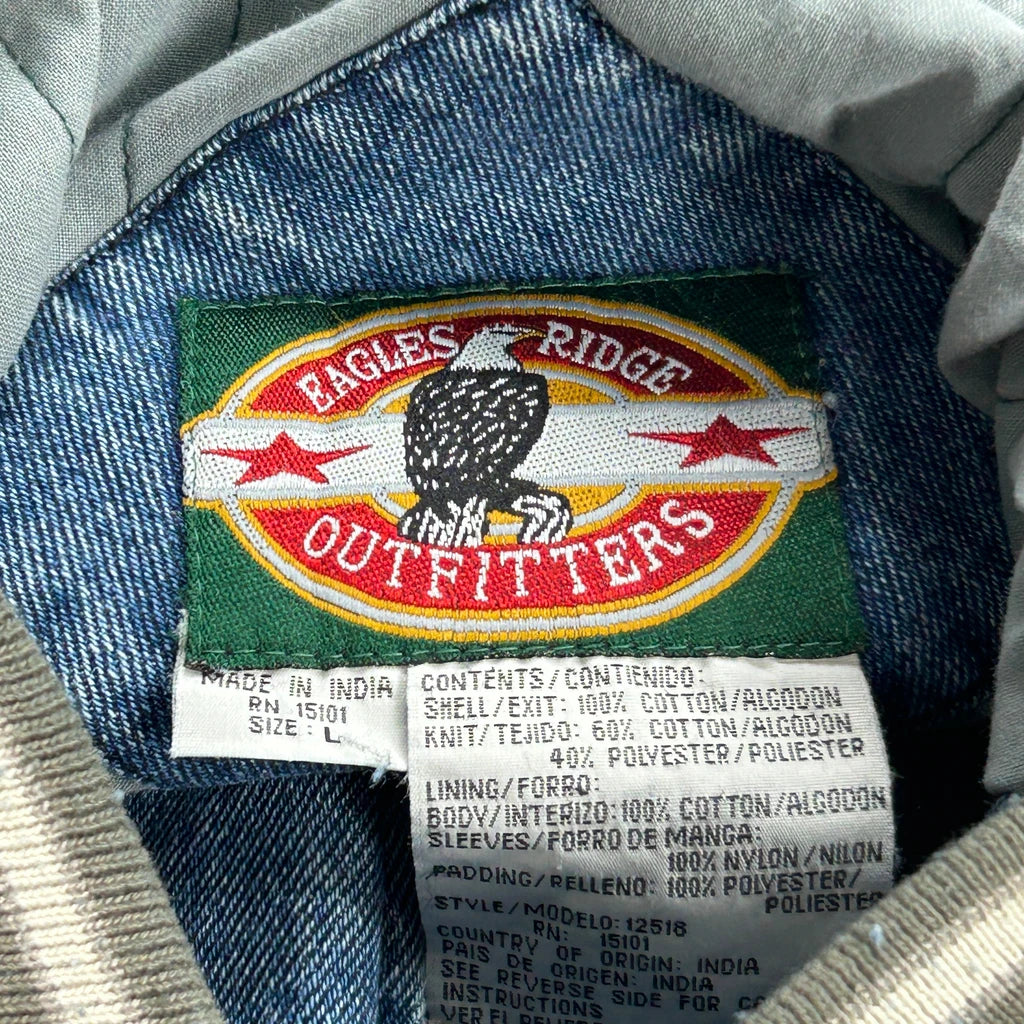 EAGLES RIDGE
OUTFITTERS
MADE IN INDIA
RN 15101
SIZE : L
CONTENTS/CONTIENIDO:
SHELL/EXIT: 100% COTTON/ALGODON
KNIT/TEJIDO: 60% COTTON/ALGODON
40% POLYESTER/POLIESTER
LINING/FORRO:
BODY/INTERIZO:100% COTTON/ALGODON
SLEEVES/FORRO DE MANGA:
100% NYLON/NILON
PADDING/RELLENO: 100% POLYESTER/
POLIESTER
STYLE/MODELO: 12518
RN: 15101
COUNTRY OF ORIGIN: INDIA
PAIS DE ORIGEN: INDIA
SEE REVERSE SIDE FOR
INSTRUCTIONS
VER EL